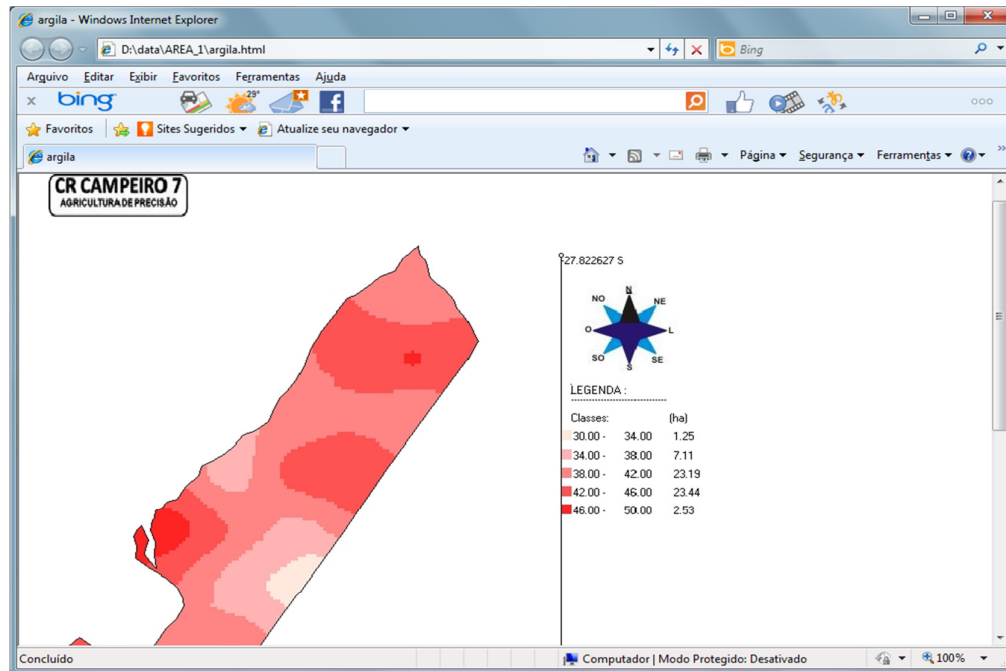 argila - Windows Internet Explorer
D:\data\AREA_1\argila.html
Bing
Arquivo Editar Exibir Favoritos Ferramentas Ajuda
x bing 29°
Favoritos Sites Sugeridos Atualize seu navegador
argila Página Segurança Ferramentas
CR CAMPEIRO 7
AGRICULTURA DE PRECISÃO
-27.822627 S
N
NO NE
O L
SO SE
S
LEGENDA :
Classes: (ha)
30.00 - 34.00 1.25
34.00 - 38.00 7.11
38.00 - 42.00 23.19
42.00 - 46.00 23.44
46.00 - 50.00 2.53
Concluído Computador | Modo Protegido: Desativado 100%